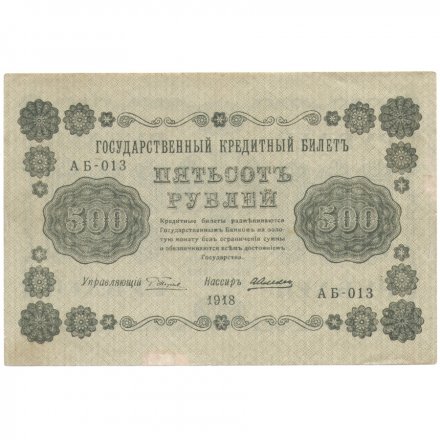 ГОСУДАРСТВЕННЫЙ КРЕДИТНЫЙ БИЛЕТЪ
АБ-013
ПЯТЬСОТЪ
РУБЛЕЙ
500
500
Кредитные билеты размѣниваются
Государственнымъ Банкомъ на золо-
тую монету безъ ограниченія суммы
и обезпечиваются всѣмъ достояніемъ
Государства.
Управляющій
Кассиръ
1918
АБ-013